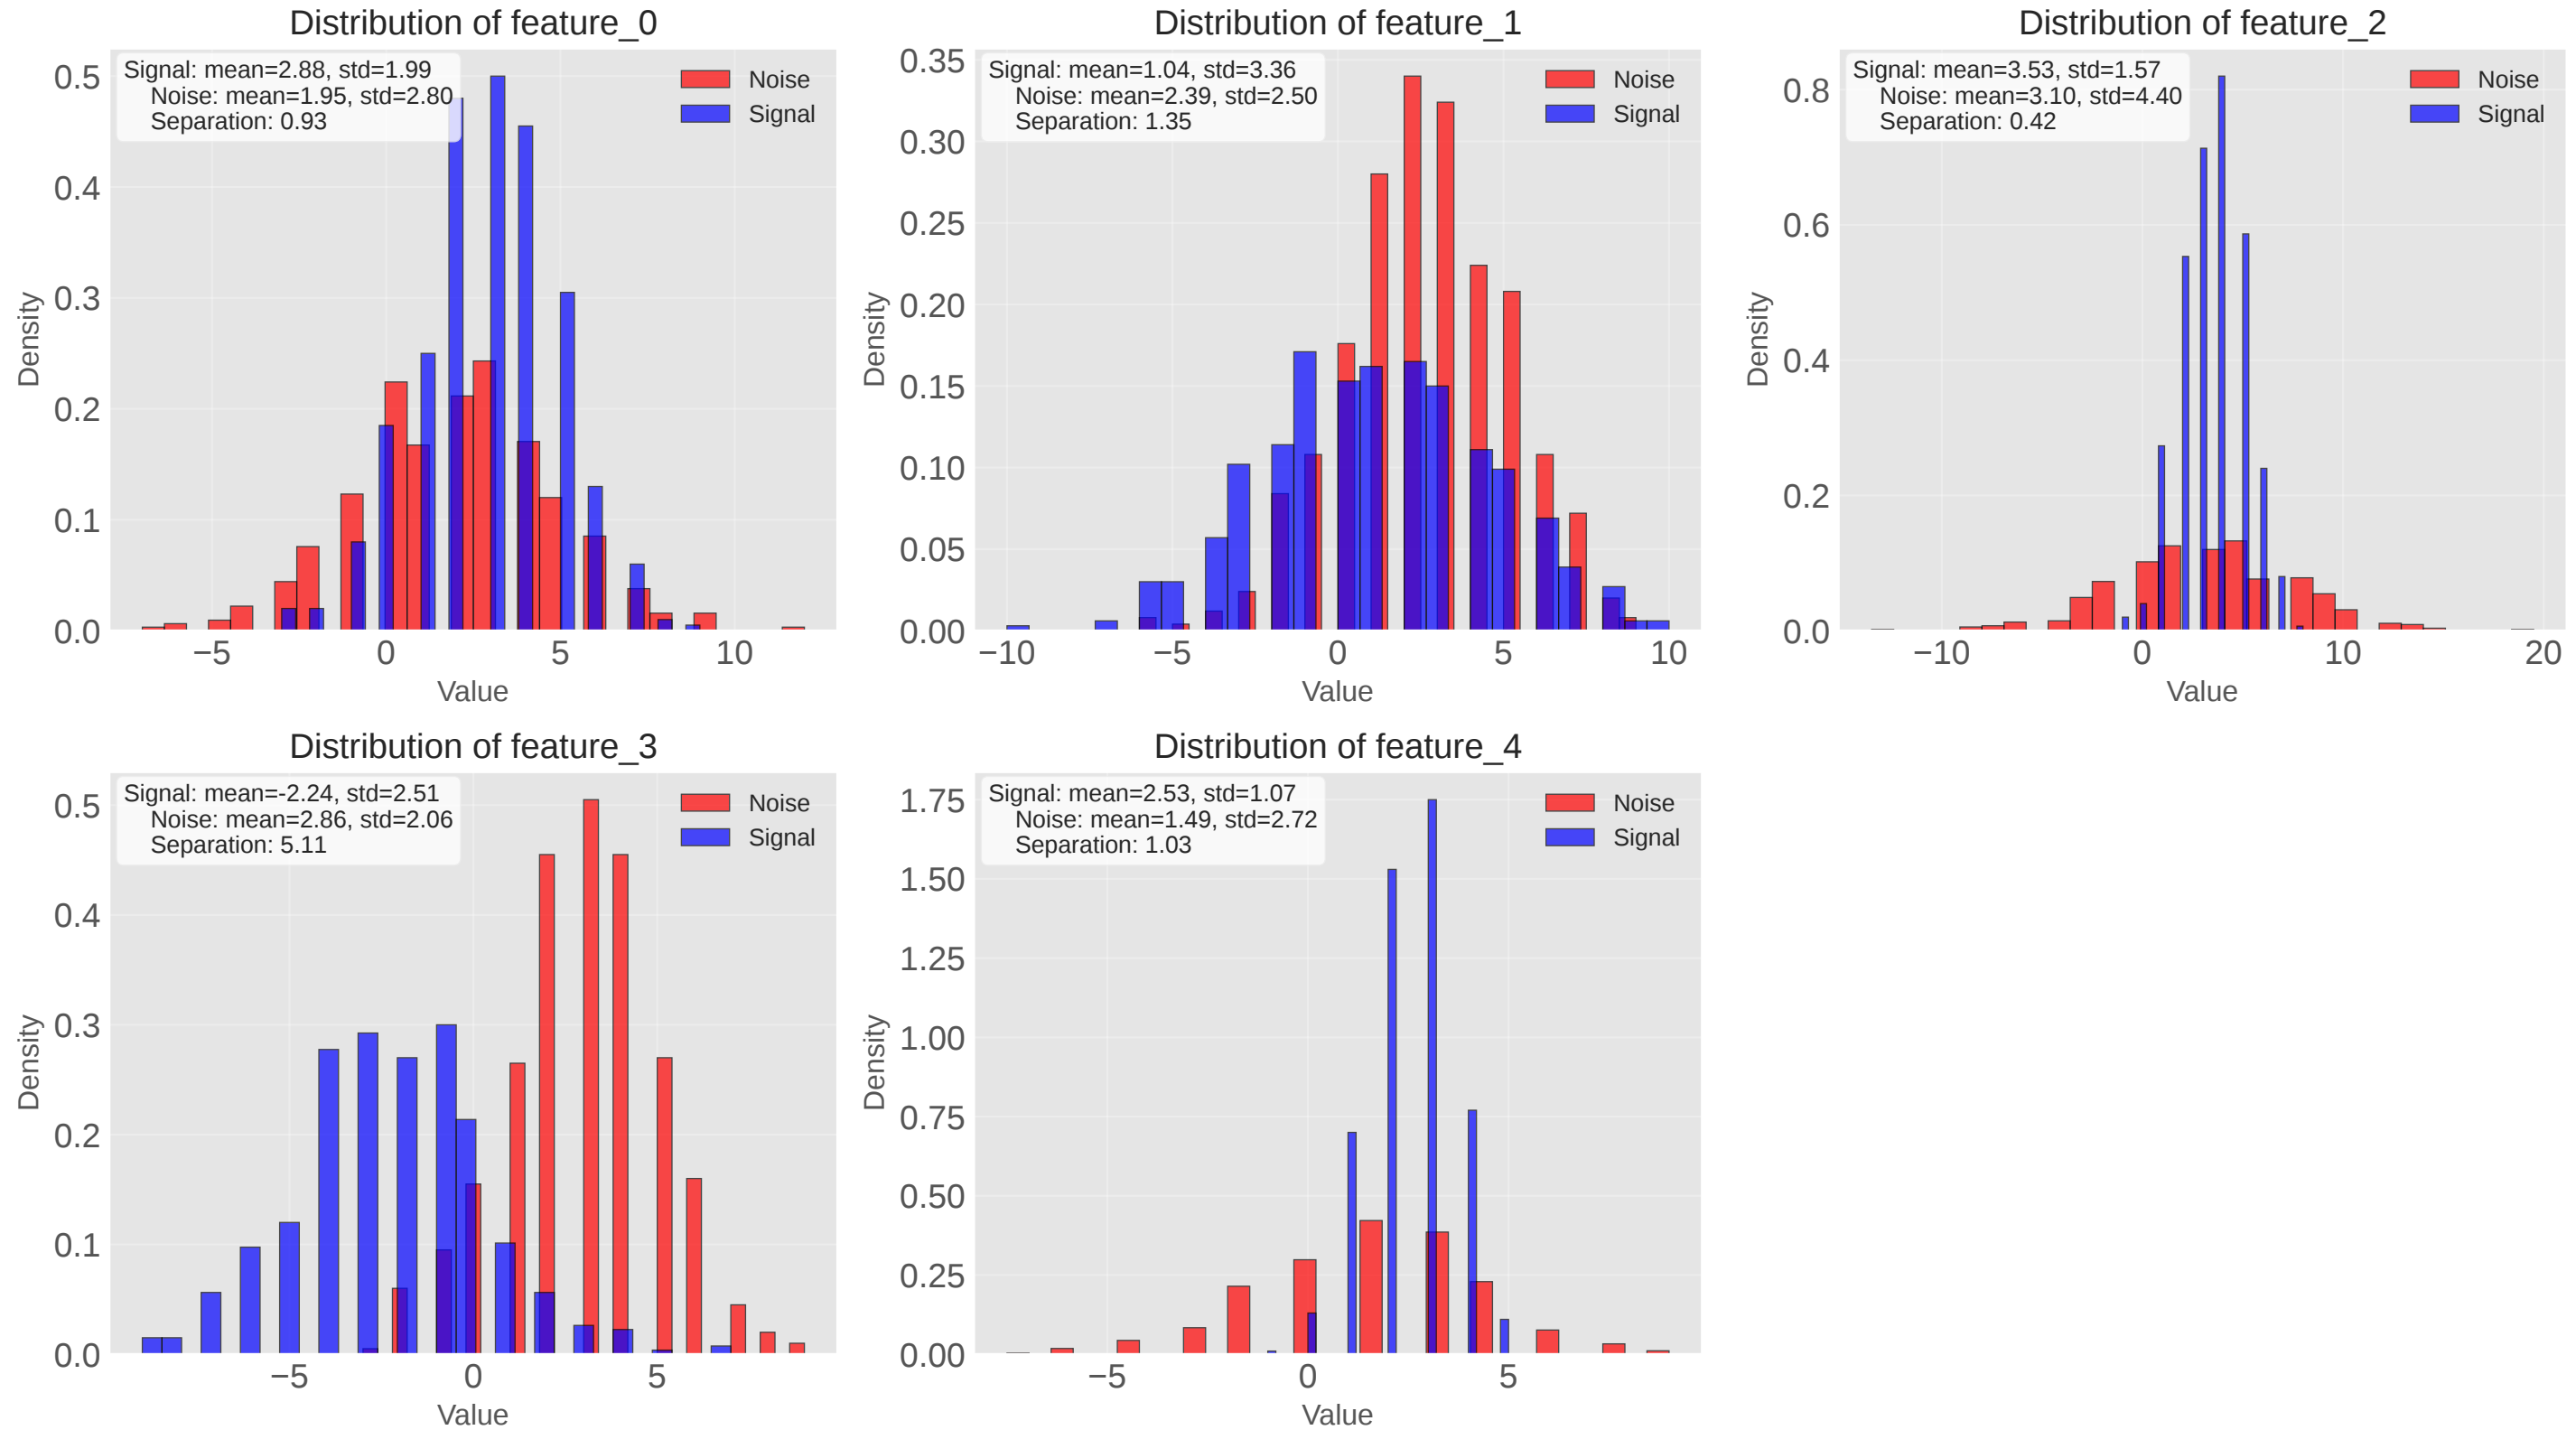 Distribution of feature_0
Signal: mean=2.88, std=1.99
Noise: mean=1.95, std=2.80
Separation: 0.93
Noise
Signal
0.5
0.4
0.3
0.2
0.1
0.0
Density
−5
0
5
10
Value
Distribution of feature_1
Signal: mean=1.04, std=3.36
Noise: mean=2.39, std=2.50
Separation: 1.35
Noise
Signal
0.35
0.30
0.25
0.20
0.15
0.10
0.05
0.00
Density
−10
−5
0
5
10
Value
Distribution of feature_2
Signal: mean=3.53, std=1.57
Noise: mean=3.10, std=4.40
Separation: 0.42
Noise
Signal
0.8
0.6
0.4
0.2
0.0
Density
−10
0
10
20
Value
Distribution of feature_3
Signal: mean=-2.24, std=2.51
Noise: mean=2.86, std=2.06
Separation: 5.11
Noise
Signal
0.5
0.4
0.3
0.2
0.1
0.0
Density
−5
0
5
Value
Distribution of feature_4
Signal: mean=2.53, std=1.07
Noise: mean=1.49, std=2.72
Separation: 1.03
Noise
Signal
1.75
1.50
1.25
1.00
0.75
0.50
0.25
0.00
Density
−5
0
5
Value